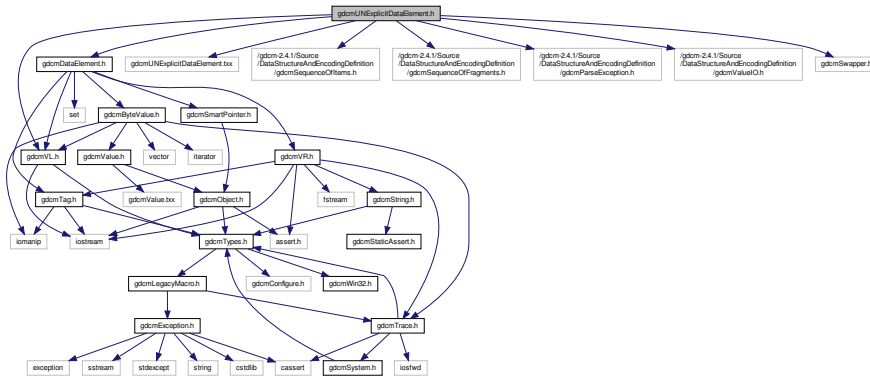 gdcmUNExplicitDataElement.h
gdcmDataElement.h
gdcmUNExplicitDataElement.txx
/gdcm-2.4.1/Source
/DataStructureAndEncodingDefinition
/gdcmSequenceOfItems.h
/gdcm-2.4.1/Source
/DataStructureAndEncodingDefinition
/gdcmSequenceOfFragments.h
/gdcm-2.4.1/Source
/DataStructureAndEncodingDefinition
/gdcmParseException.h
/gdcm-2.4.1/Source
/DataStructureAndEncodingDefinition
/gdcmValueIO.h
gdcmSwapper.h
set
gdcmByteValue.h
gdcmSmartPointer.h
gdcmVL.h
gdcmValue.h
vector
iterator
gdcmVR.h
gdcmTag.h
gdcmValue.txx
gdcmObject.h
fstream
gdcmString.h
iomanip
iostream
gdcmTypes.h
assert.h
gdcmStaticAssert.h
gdcmLegacyMacro.h
gdcmConfigure.h
gdcmWin32.h
gdcmException.h
gdcmTrace.h
exception
sstream
stdexcept
string
cstdlib
cassert
gdcmSystem.h
iosfwd